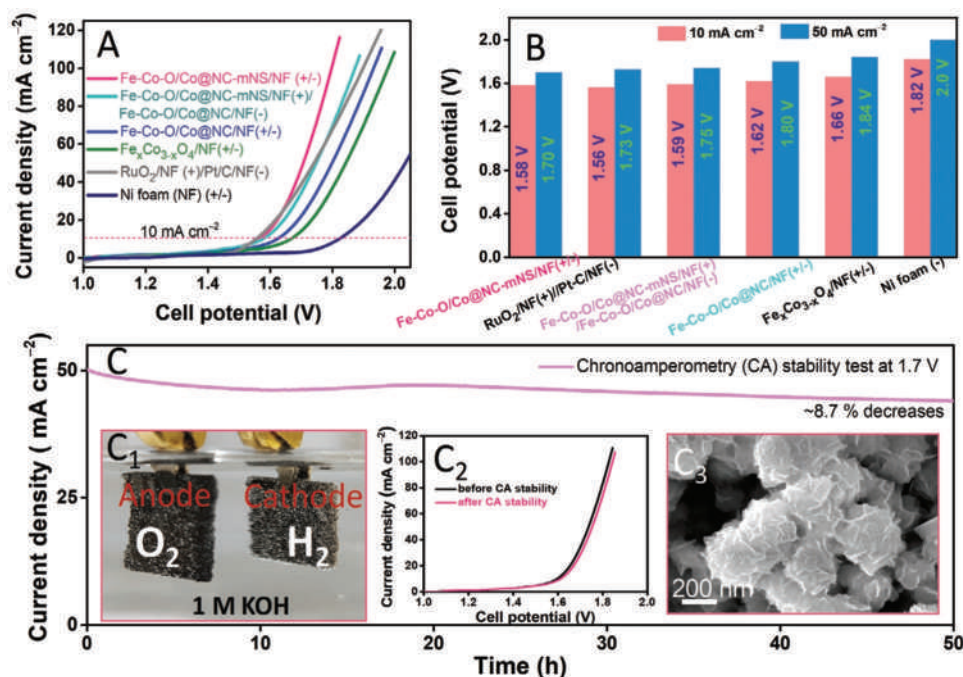 A
Current density (mA cm⁻²)
120
100
80
60
40
20
0
Fe-Co-O/Co@NC-mNS/NF (+/-)
Fe-Co-O/Co@NC-mNS/NF(+)/
Fe-Co-O/Co@NC/NF(-)
Fe-Co-O/Co@NC/NF(+/-)
FeₓCo₃₋ₓO₄/NF(+/-)
RuO₂/NF (+)/Pt/C/NF(-)
Ni foam (NF) (+/-)
10 mA cm⁻²
1.0 1.2 1.4 1.6 1.8 2.0
Cell potential (V)
B
10 mA cm⁻² 50 mA cm⁻²
Cell potential (V)
2.0
1.6
1.2
0.8
0.4
0.0
1.58 V
1.70 V
1.56 V
1.73 V
1.59 V
1.75 V
1.62 V
1.80 V
1.66 V
1.84 V
1.82 V
2.0 V
Fe-Co-O/Co@NC-mNS/NF(+/-)
RuO₂/NF(+)//Pt-C/NF(-)
Fe-Co-O/Co@NC-mNS/NF(+)
/Fe-Co-O/Co@NC/NF(-)
Fe-Co-O/Co@NC/NF(+/-)
FeₓCo₃₋ₓO₄/NF(+/-)
Ni foam (-)
C
Current density ( mA cm⁻²)
75
50
25
0
Chronoamperometry (CA) stability test at 1.7 V
~8.7 % decreases
C₁
Anode Cathode
O₂ H₂
1 M KOH
C₂
Current density (mA cm⁻²)
120
100
80
60
40
20
0
before CA stability
after CA stability
1.0 1.2 1.4 1.6 1.8 2.0
Cell potential (V)
C₃
200 nm
0 10 20 30 40 50
Time (h)